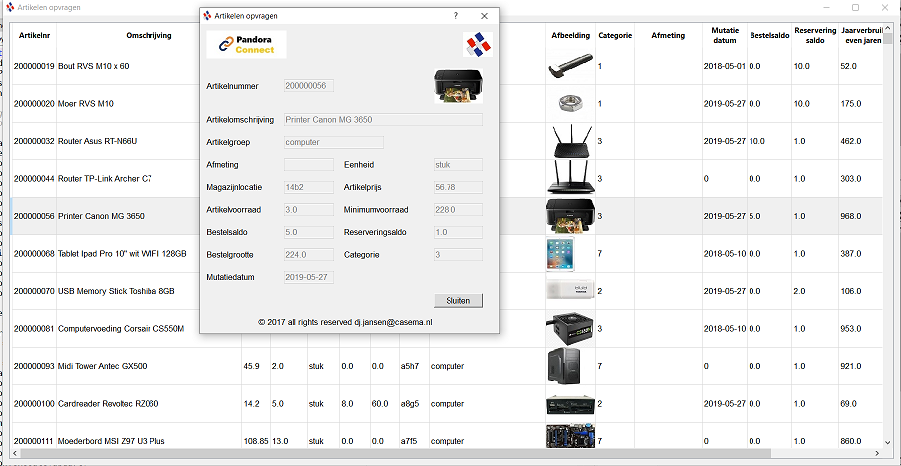 Artikelen opvragen
Artikelen opvragen
Pandora
Connect
Artikelnummer 200000056
Artikelomschrijving Printer Canon MG 3650
Artikelgroep computer
Afmeting Eenheid stuk
Magazijnlocatie 14b2 Artikelprijs 56.78
Artikelvoorraad 3.0 Minimumvoorraad 228.0
Bestelsaldo 5.0 Reserveringsaldo 1.0
Bestelgrootte 224.0 Categorie 3
Mutatiedatum 2019-05-27
Sluiten
© 2017 all rights reserved dj.jansen@casema.nl
Artikelnr Omschrijving Afbeelding Categorie Afmeting Mutatie datum Bestelsaldo Reservering saldo Jaarverbruik even jaren
200000019 Bout RVS M10 x 60 1 2018-05-01 0.0 10.0 52.0
200000020 Moer RVS M10 1 2019-05-27 0.0 10.0 175.0
200000032 Router Asus RT-N66U 3 2019-05-27 10.0 1.0 462.0
200000044 Router TP-Link Archer C7 3 0 0.0 1.0 303.0
200000056 Printer Canon MG 3650 3 2019-05-27 5.0 1.0 968.0
200000068 Tablet Ipad Pro 10" wit WIFI 128GB 7 2018-05-10 0.0 1.0 387.0
200000070 USB Memory Stick Toshiba 8GB 2 2019-05-27 0.0 2.0 106.0
200000081 Computervoeding Corsair CS550M 3 2018-05-10 0.0 1.0 953.0
200000093 Midi Tower Antec GX500 45.9 2.0 stuk 0.0 0.0 a5h7 computer 7 0 0.0 1.0 921.0
200000100 Cardreader Revoltec RZ060 14.2 5.0 stuk 8.0 60.0 a8g5 computer 2 2019-05-27 0.0 1.0 69.0
200000111 Moederbord MSI Z97 U3 Plus 108.85 13.0 stuk 0.0 0.0 a7f5 computer 7 0 0.0 1.0 860.0